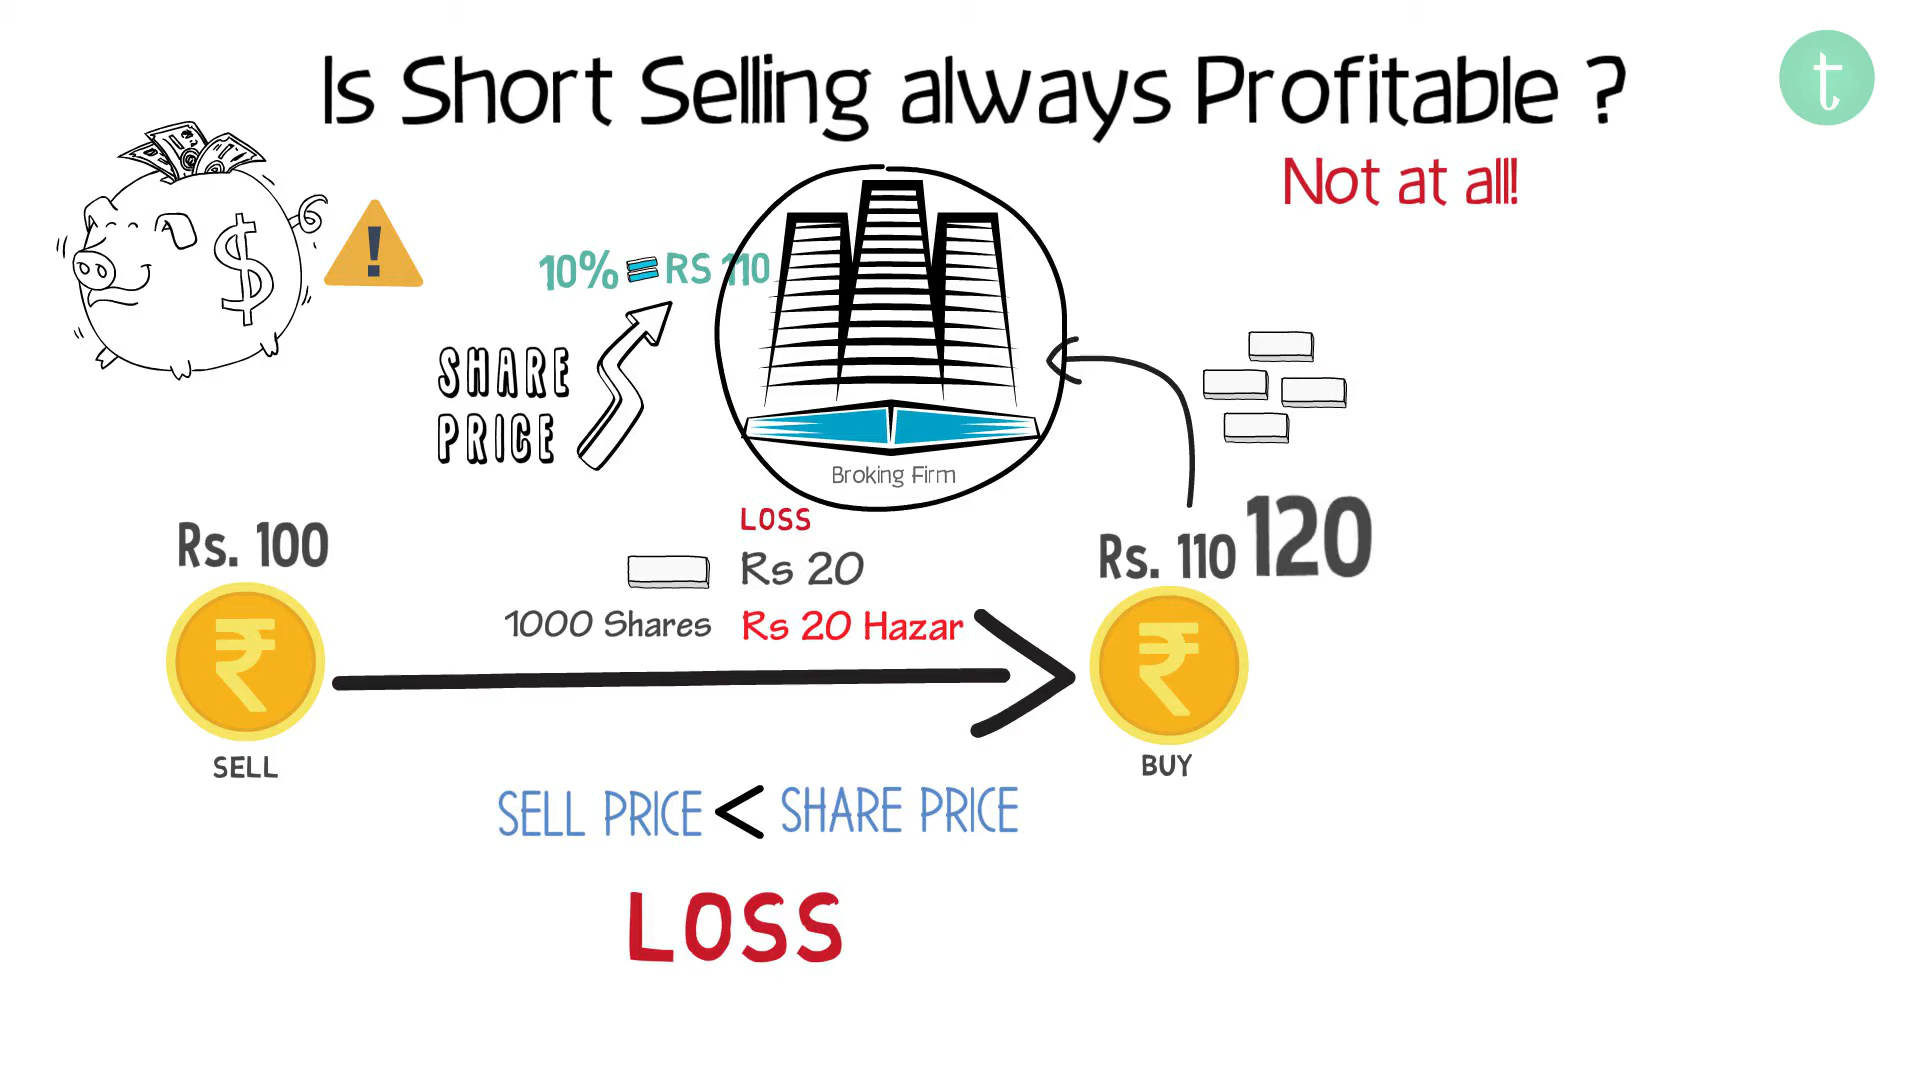 Is Short Selling always Profitable ?
t
Not at all!
$
!
10% = RS 110
SHARE
PRICE
Broking Firm
LOSS
Rs. 100
Rs 20
Rs. 110 120
1000 Shares Rs 20 Hazar
₹
₹
SELL
BUY
SELL PRICE < SHARE PRICE
LOSS